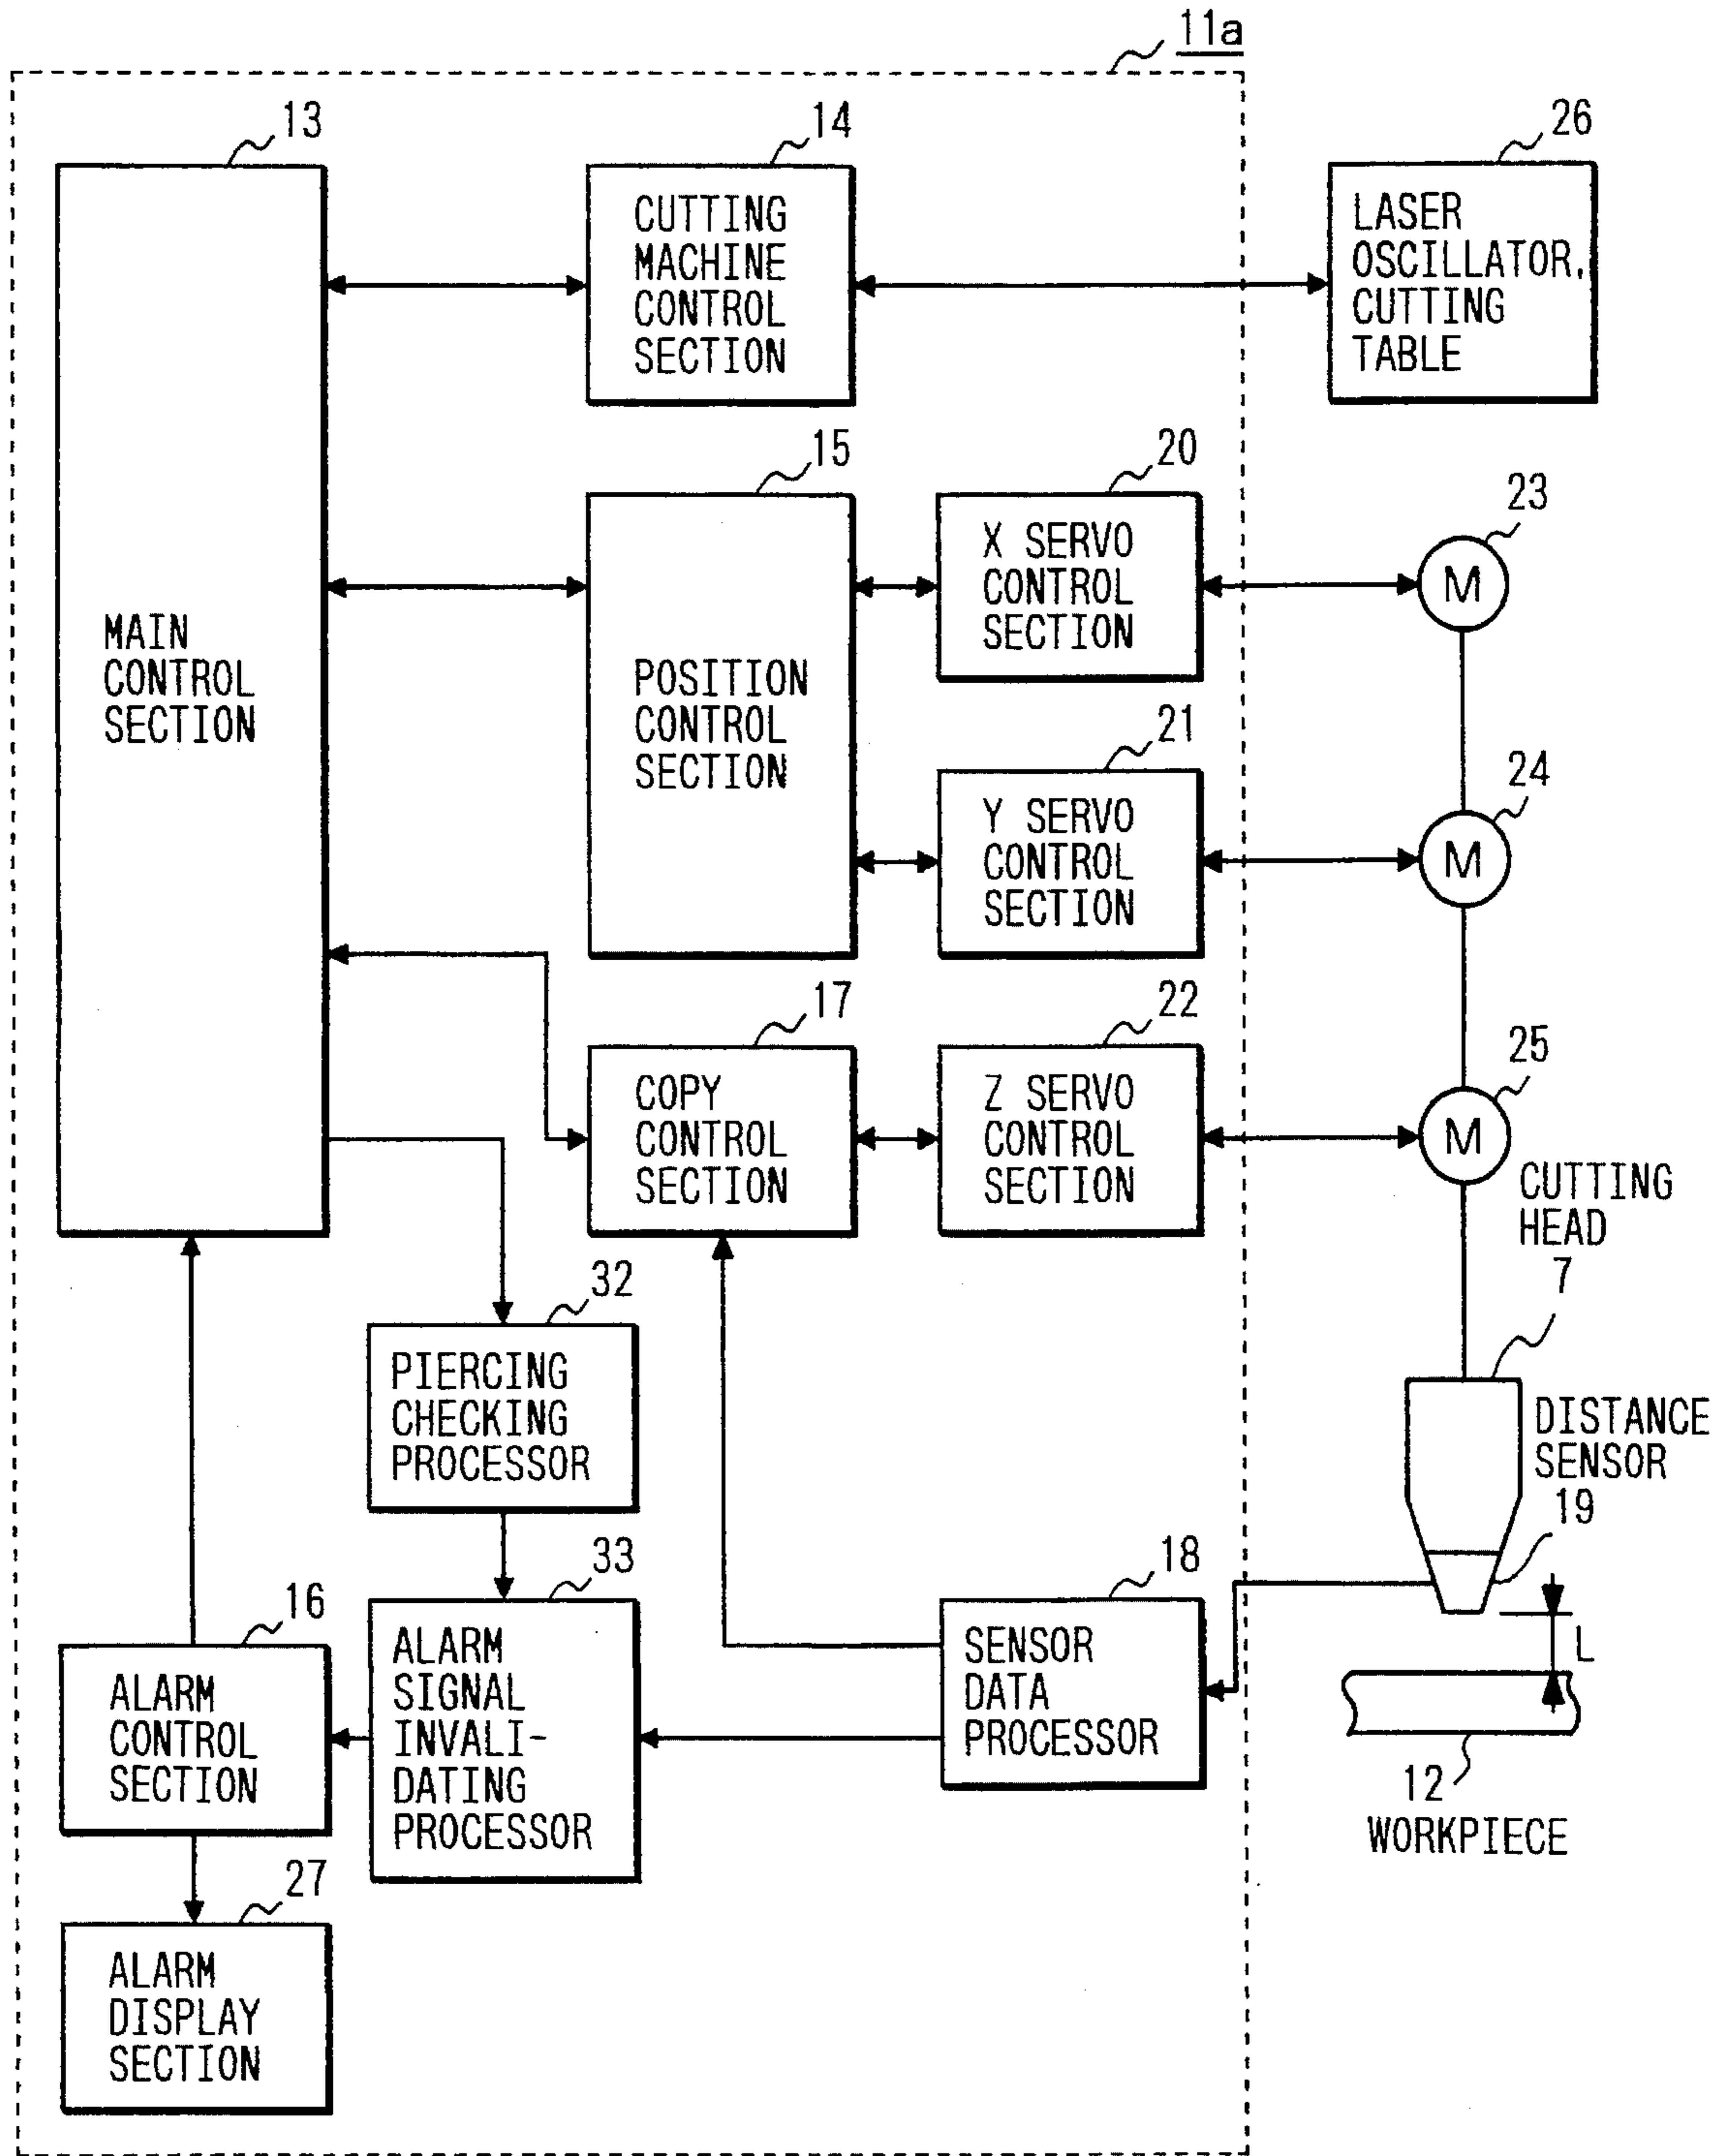 11a
13
MAIN
CONTROL
SECTION
14
CUTTING
MACHINE
CONTROL
SECTION
26
LASER
OSCILLATOR.
CUTTING
TABLE
15
POSITION
CONTROL
SECTION
20
X SERVO
CONTROL
SECTION
23
M
21
Y SERVO
CONTROL
SECTION
24
M
17
COPY
CONTROL
SECTION
22
Z SERVO
CONTROL
SECTION
25
M
CUTTING
HEAD
7
32
PIERCING
CHECKING
PROCESSOR
DISTANCE
SENSOR
19
33
ALARM
SIGNAL
INVALI-
DATING
PROCESSOR
18
SENSOR
DATA
PROCESSOR
L
12
WORKPIECE
16
ALARM
CONTROL
SECTION
27
ALARM
DISPLAY
SECTION